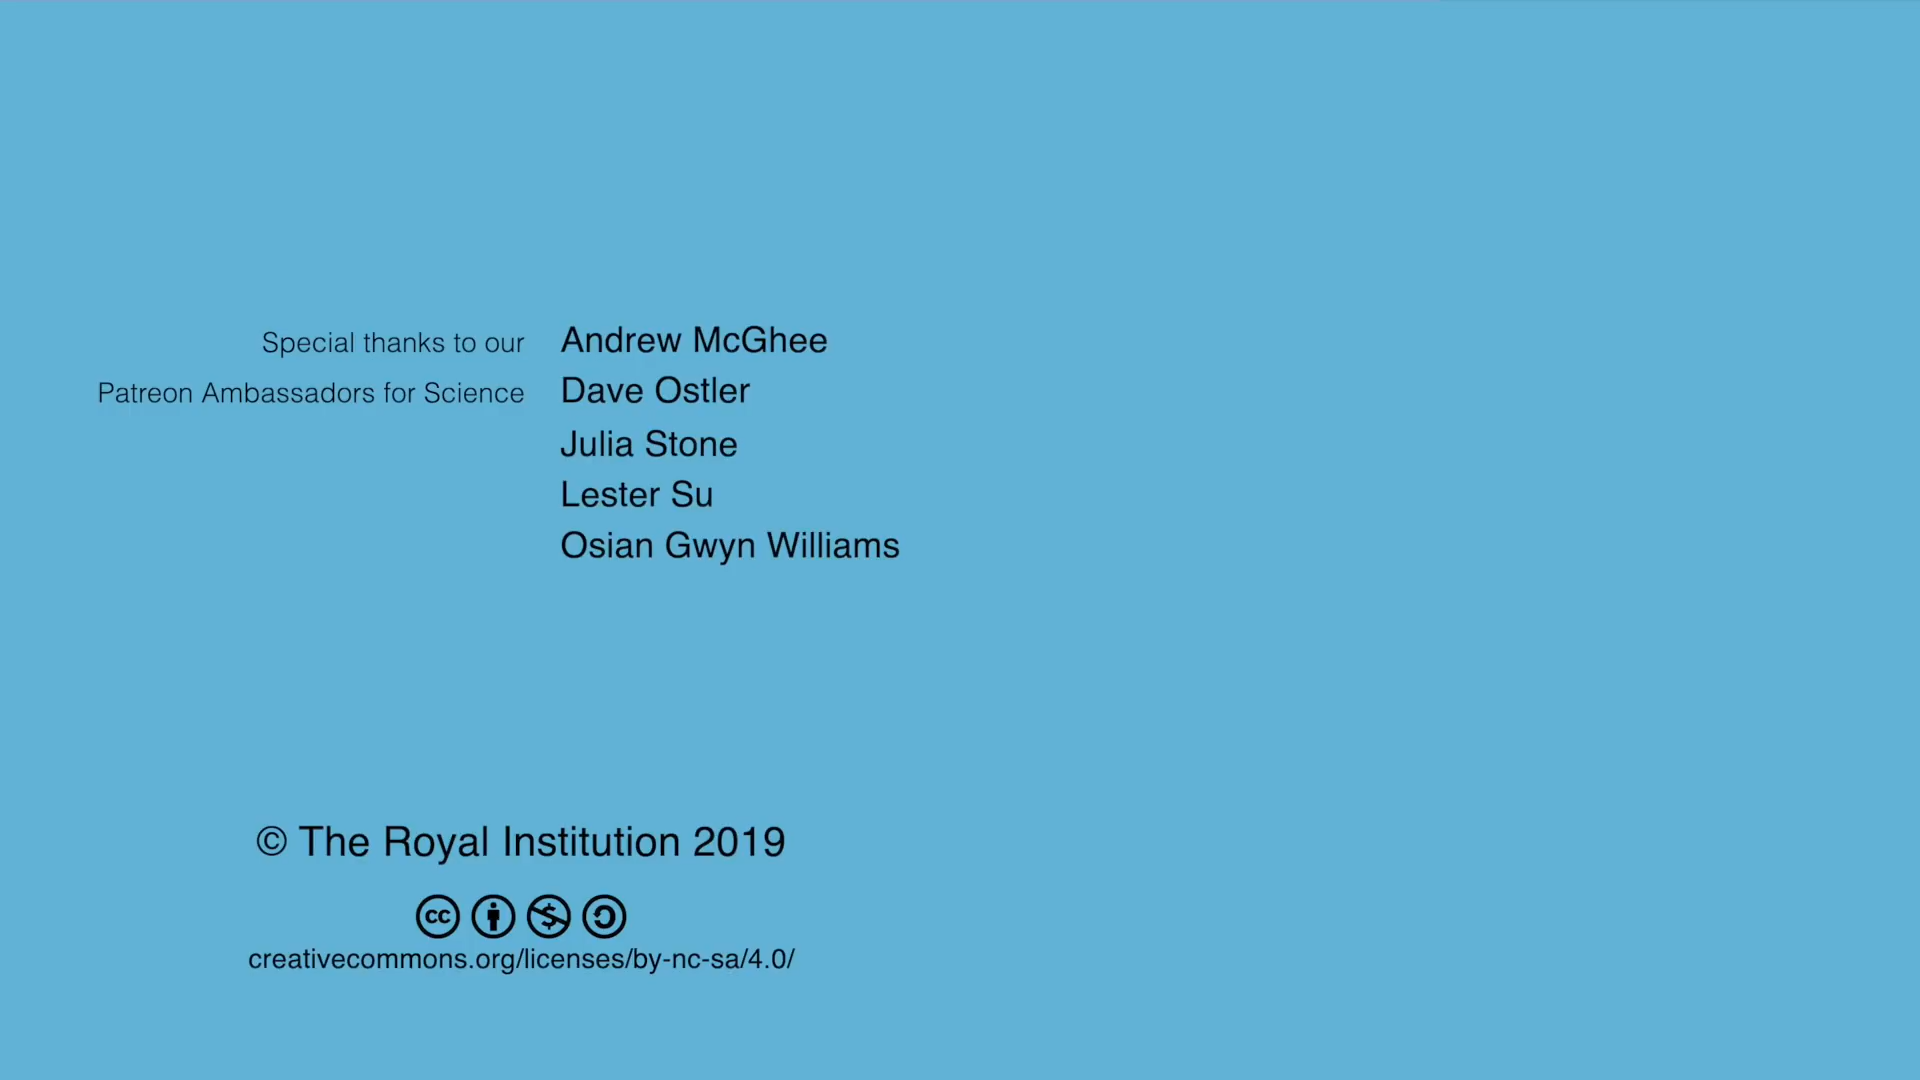 Special thanks to our Andrew McGhee
Patreon Ambassadors for Science Dave Ostler
Julia Stone
Lester Su
Osian Gwyn Williams
© The Royal Institution 2019
cc
creativecommons.org/licenses/by-nc-sa/4.0/